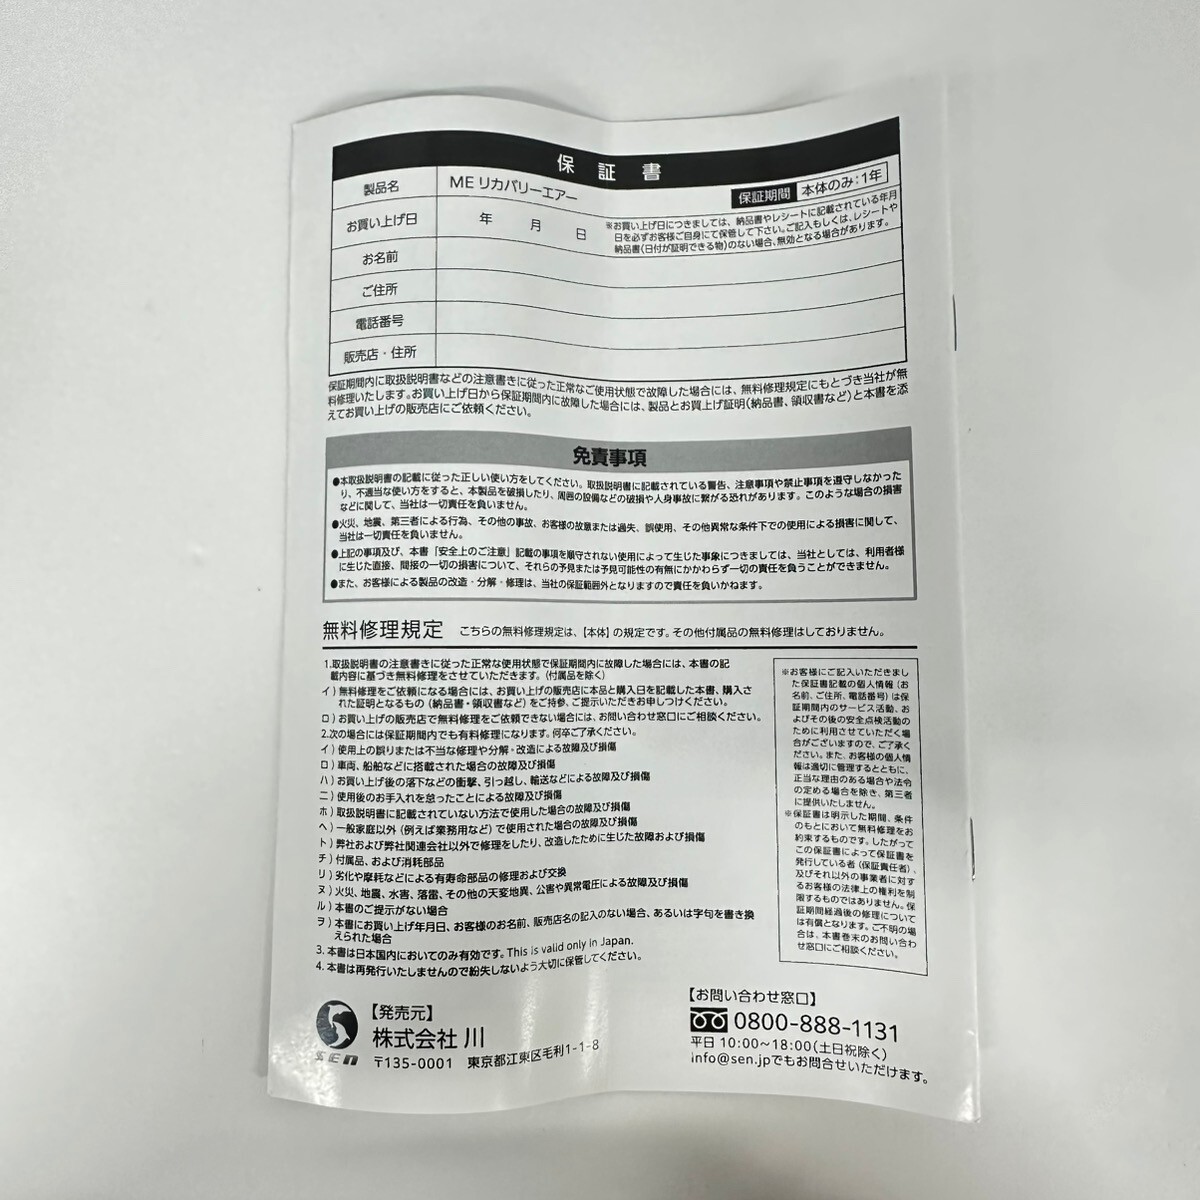 保証書
製品名 MEリカバリーエアー 保証期間 本体のみ：1年
お買い上げ日 年 月 日 ※お買い上げ日につきましては、納品書やレシートに記載されている年月
日を必ずお客様ご自身にて保管して下さい。ご記入もしくは、レシートや
納品書（日付が証明できる物）のない場合、無効となる場合があります。
お名前
ご住所
電話番号
販売店・住所
保証期間内に取扱説明書などの注意書きに従った正常なご使用状態で故障した場合には、無料修理規定にもとづき当社が無
料修理いたします。お買い上げ日から保証期間内に故障した場合には、製品とお買上げ証明（納品書、領収書など）と本書を添
えてお買い上げの販売店にご依頼ください。
免責事項
●本取扱説明書の記載に従った正しい使い方をしてください。取扱説明書に記載されている警告、注意事項や禁止事項を遵守しなかった
り、不適当な使い方をすると、本製品を破損したり、周囲の設備などの破損や人身事故に繋がる恐れがあります。このような場合の損害
などに関して、当社は一切責任を負いません。
●火災、地震、第三者による行為、その他の事故、お客様の故意または過失、誤使用、その他異常な条件下での使用による損害に関して、
当社は一切責任を負いません。
●上記の事項及び、本書「安全上のご注意」記載の事項を順守されない使用によって生じた事象につきましては、当社としては、利用者様
に生じた直接、間接の一切の損害について、それらの予見または予見可能性の有無にかかわらず一切の責任を負うことができません。
●また、お客様による製品の改造・分解・修理は、当社の保証範囲外となりますので責任を負いかねます。
無料修理規定 こちらの無料修理規定は、【本体】の規定です。その他付属品の無料修理はしておりません。
1.取扱説明書の注意書きに従った正常な使用状態で保証期間内に故障した場合には、本書の記
載内容に基づき無料修理をさせていただきます。（付属品を除く）
イ）無料修理をご依頼になる場合には、お買い上げの販売店に本品と購入日を記載した本書、購入さ
れた証明となるもの（納品書・領収書など）をご持参、ご提示いただきお申しつけください。
ロ）お買い上げの販売店で無料修理をご依頼できない場合には、お問い合わせ窓口にご相談ください。
2.次の場合には保証期間内でも有料修理になります。何卒ご了承ください。
イ）使用上の誤りまたは不当な修理や分解・改造による故障及び損傷
ロ）車両、船舶などに搭載された場合の故障及び損傷
ハ）お買い上げ後の落下などの衝撃、引っ越し、輸送などによる故障及び損傷
ニ）使用後のお手入れを怠ったことによる故障及び損傷
ホ）取扱説明書に記載されていない方法で使用した場合の故障及び損傷
ヘ）一般家庭以外（例えば業務用など）で使用された場合の故障及び損傷
ト）弊社および弊社関連会社以外で修理をしたり、改造したために生じた故障および損傷
チ）付属品、および消耗部品
リ）劣化や摩耗などによる有寿命部品の修理および交換
ヌ）火災、地震、水害、落雷、その他の天変地異、公害や異常電圧による故障及び損傷
ル）本書のご提示がない場合
ヲ）本書にお買い上げ年月日、お客様のお名前、販売店名の記入のない場合、あるいは字句を書き換
えられた場合
3.本書は日本国内においてのみ有効です。This is valid only in Japan.
4.本書は再発行いたしませんので紛失しないよう大切に保管してください。
※お客様にご記入いただきまし
た保証書記載の個人情報（お
名前、ご住所、電話番号）は保
証期間内のサービス活動、お
よびその後の安全点検活動の
ために利用させていただく場
合がございますので、ご了承く
ださい。また、お客様の個人情
報は適切に管理するとともに、
正当な理由のある場合や法令
の定める場合を除き、第三者
に提供いたしません。
※保証書は明示した期間、条件
のもとにおいて無料修理をお
約束するものです。したがって
この保証書によって保証書を
発行している者（保証責任者）、
及びそれ以外の事業者に対す
るお客様の法律上の権利を制
限するものではありません。保
証期間経過後の修理について
は有償となります。ご不明の場
合は、本書巻末のお問い合わ
せ窓口にご相談ください。
SEN
【発売元】
株式会社 川
〒135-0001 東京都江東区毛利1-1-8
【お問い合わせ窓口】
0800-888-1131
平日 10:00～18:00（土日祝除く）
info@sen.jpでもお問合せいただけます。